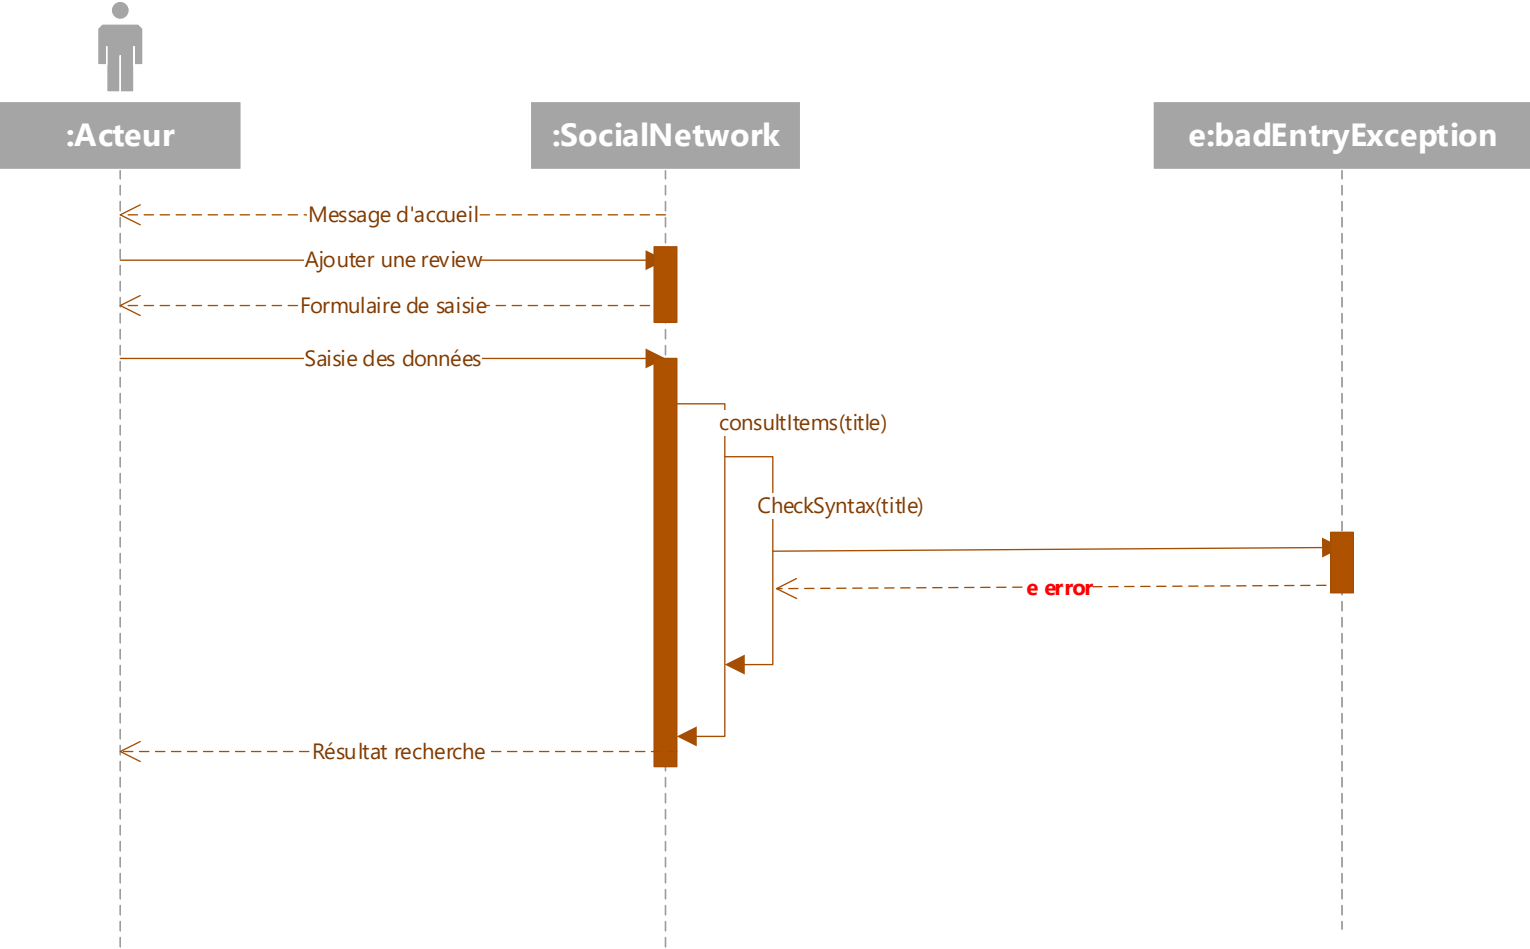 :Acteur
:SocialNetwork
e:badEntryException
Message d'accueil
Ajouter une review
Formulaire de saisie
Saisie des données
consultItems(title)
CheckSyntax(title)
e error
Résultat recherche